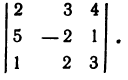 | 2 3 4 |
| 5 −2 1 | .
| 1 2 3 |